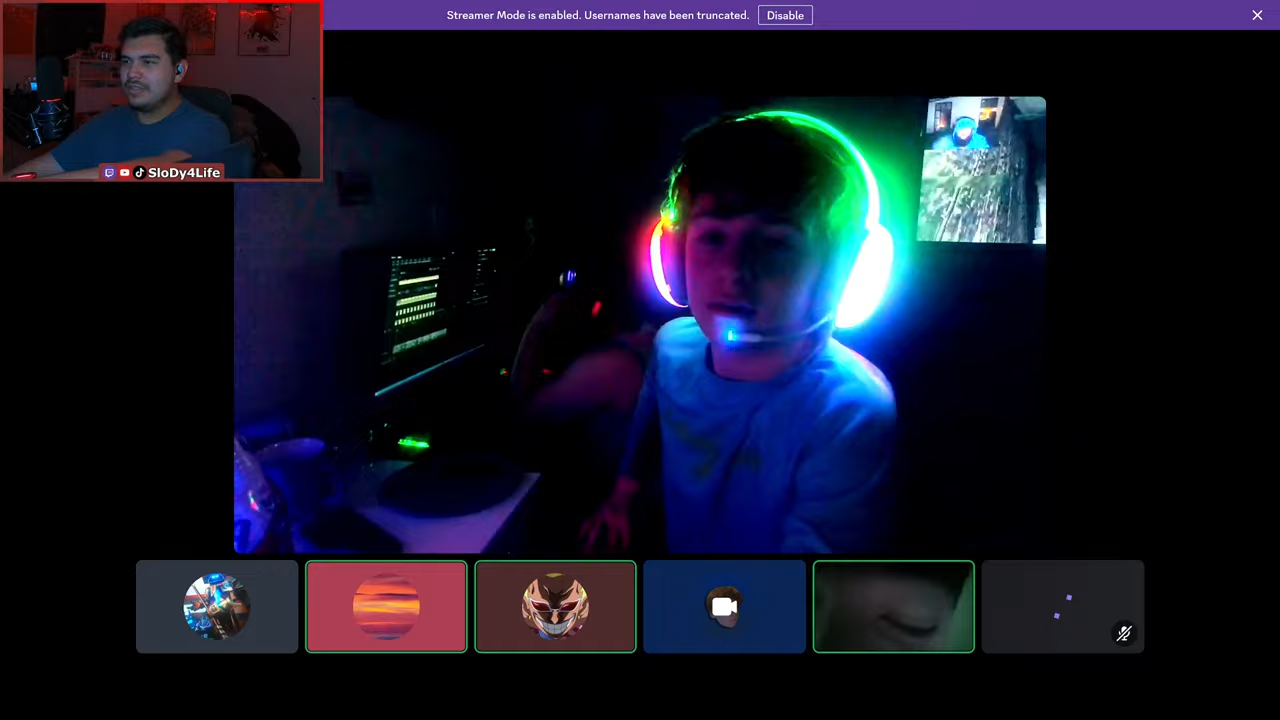 Streamer Mode is enabled. Usernames have been truncated. Disable
SloDy4Life